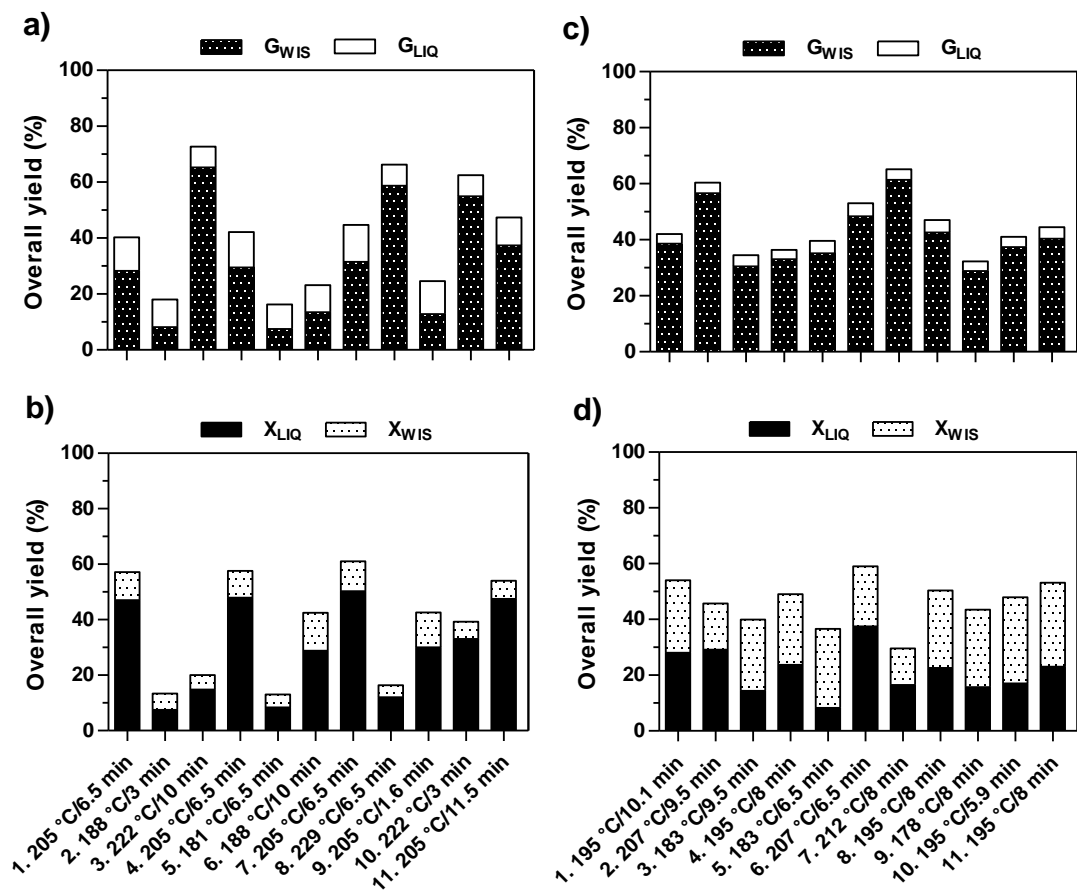 a)
G_WIS G_LIQ
Overall yield (%)
100
80
60
40
20
0
c)
G_WIS G_LIQ
Overall yield (%)
100
80
60
40
20
0
b)
X_LIQ X_WIS
Overall yield (%)
100
80
60
40
20
0
1. 205 °C/6.5 min
2. 188 °C/3 min
3. 222 °C/10 min
4. 205 °C/6.5 min
5. 181 °C/6.5 min
6. 188 °C/10 min
7. 205 °C/6.5 min
8. 229 °C/6.5 min
9. 205 °C/1.6 min
10. 222 °C/3 min
11. 205 °C/11.5 min
d)
X_LIQ X_WIS
Overall yield (%)
100
80
60
40
20
0
1. 195 °C/10.1 min
2. 207 °C/9.5 min
3. 183 °C/9.5 min
4. 195 °C/8 min
5. 183 °C/6.5 min
6. 207 °C/6.5 min
7. 212 °C/8 min
8. 195 °C/8 min
9. 178 °C/8 min
10. 195 °C/5.9 min
11. 195 °C/8 min